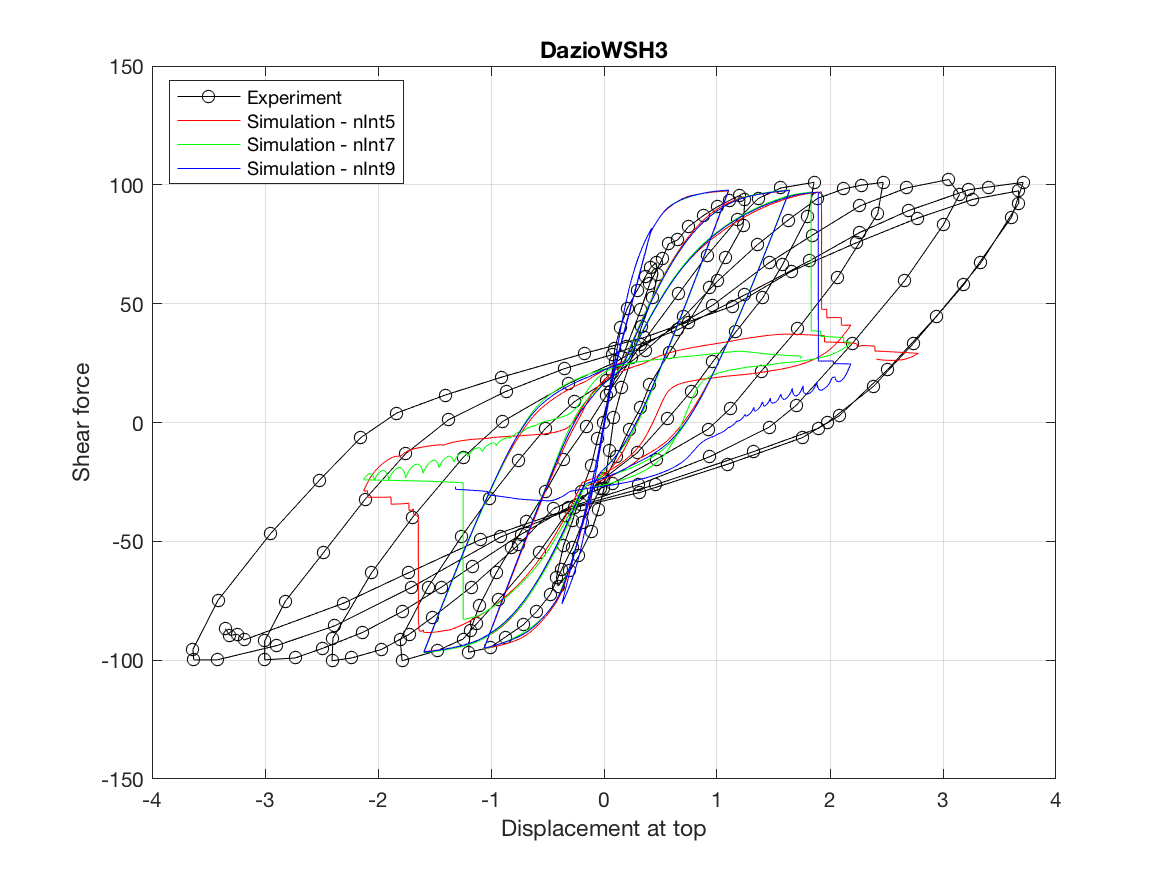 DazioWSH3
150
Experiment
Simulation - nInt5
Simulation - nInt7
Simulation - nInt9
100
50
0
-50
-100
-150
Shear force
-4 -3 -2 -1 0 1 2 3 4
Displacement at top